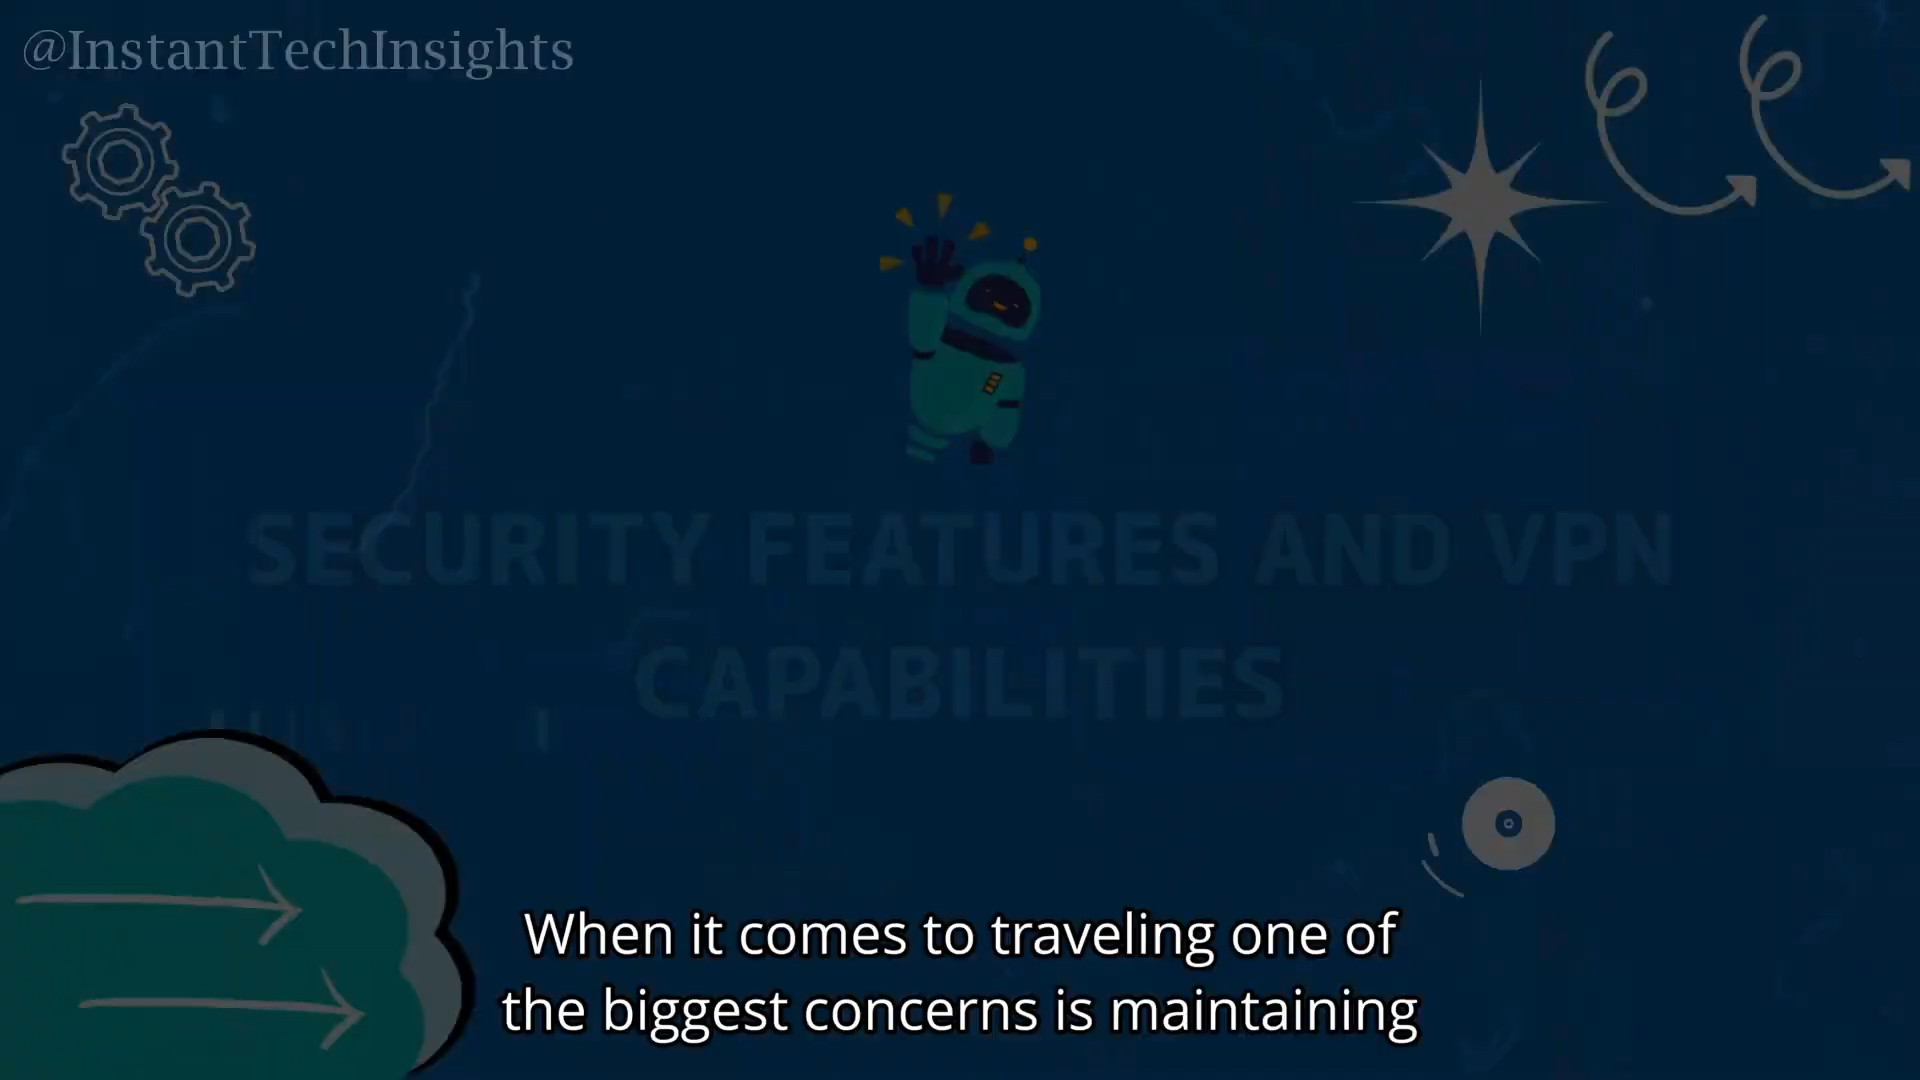 @InstantTechInsights
SECURITY FEATURES AND VPN
CAPABILITIES
When it comes to traveling one of
the biggest concerns is maintaining